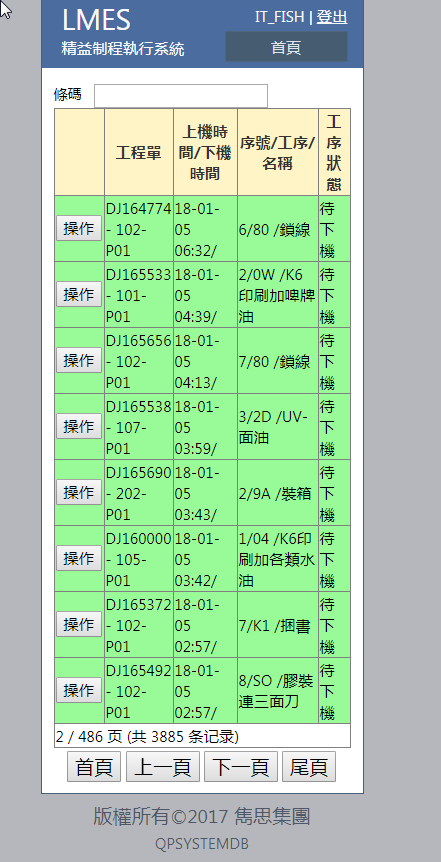 LMES
IT_FISH | 登出
精益制程執行系統
首頁
條碼
工程單
上機時
間/下機
時間
序號/工序/
名稱
工
序
狀
態
操作
DJ164774
- 102-
P01
18-01-
05
06:32/
6/80 /鎖線
待
下
機
操作
DJ165533
- 101-
P01
18-01-
05
04:39/
2/0W /K6
印刷加啤牌
油
待
下
機
操作
DJ165656
- 102-
P01
18-01-
05
04:13/
7/80 /鎖線
待
下
機
操作
DJ165538
- 107-
P01
18-01-
05
03:59/
3/2D /UV-
面油
待
下
機
操作
DJ165690
- 202-
P01
18-01-
05
03:43/
2/9A /裝箱
待
下
機
操作
DJ160000
- 105-
P01
18-01-
05
03:42/
1/04 /K6印
刷加各類水
油
待
下
機
操作
DJ165372
- 102-
P01
18-01-
05
02:57/
7/K1 /捆書
待
下
機
操作
DJ165492
- 102-
P01
18-01-
05
02:57/
8/SO /膠裝
連三面刀
待
下
機
2 / 486 页 (共 3885 条记录)
首頁 上一頁 下一頁 尾頁
版權所有©2017 雋思集團
QPSYSTEMDB